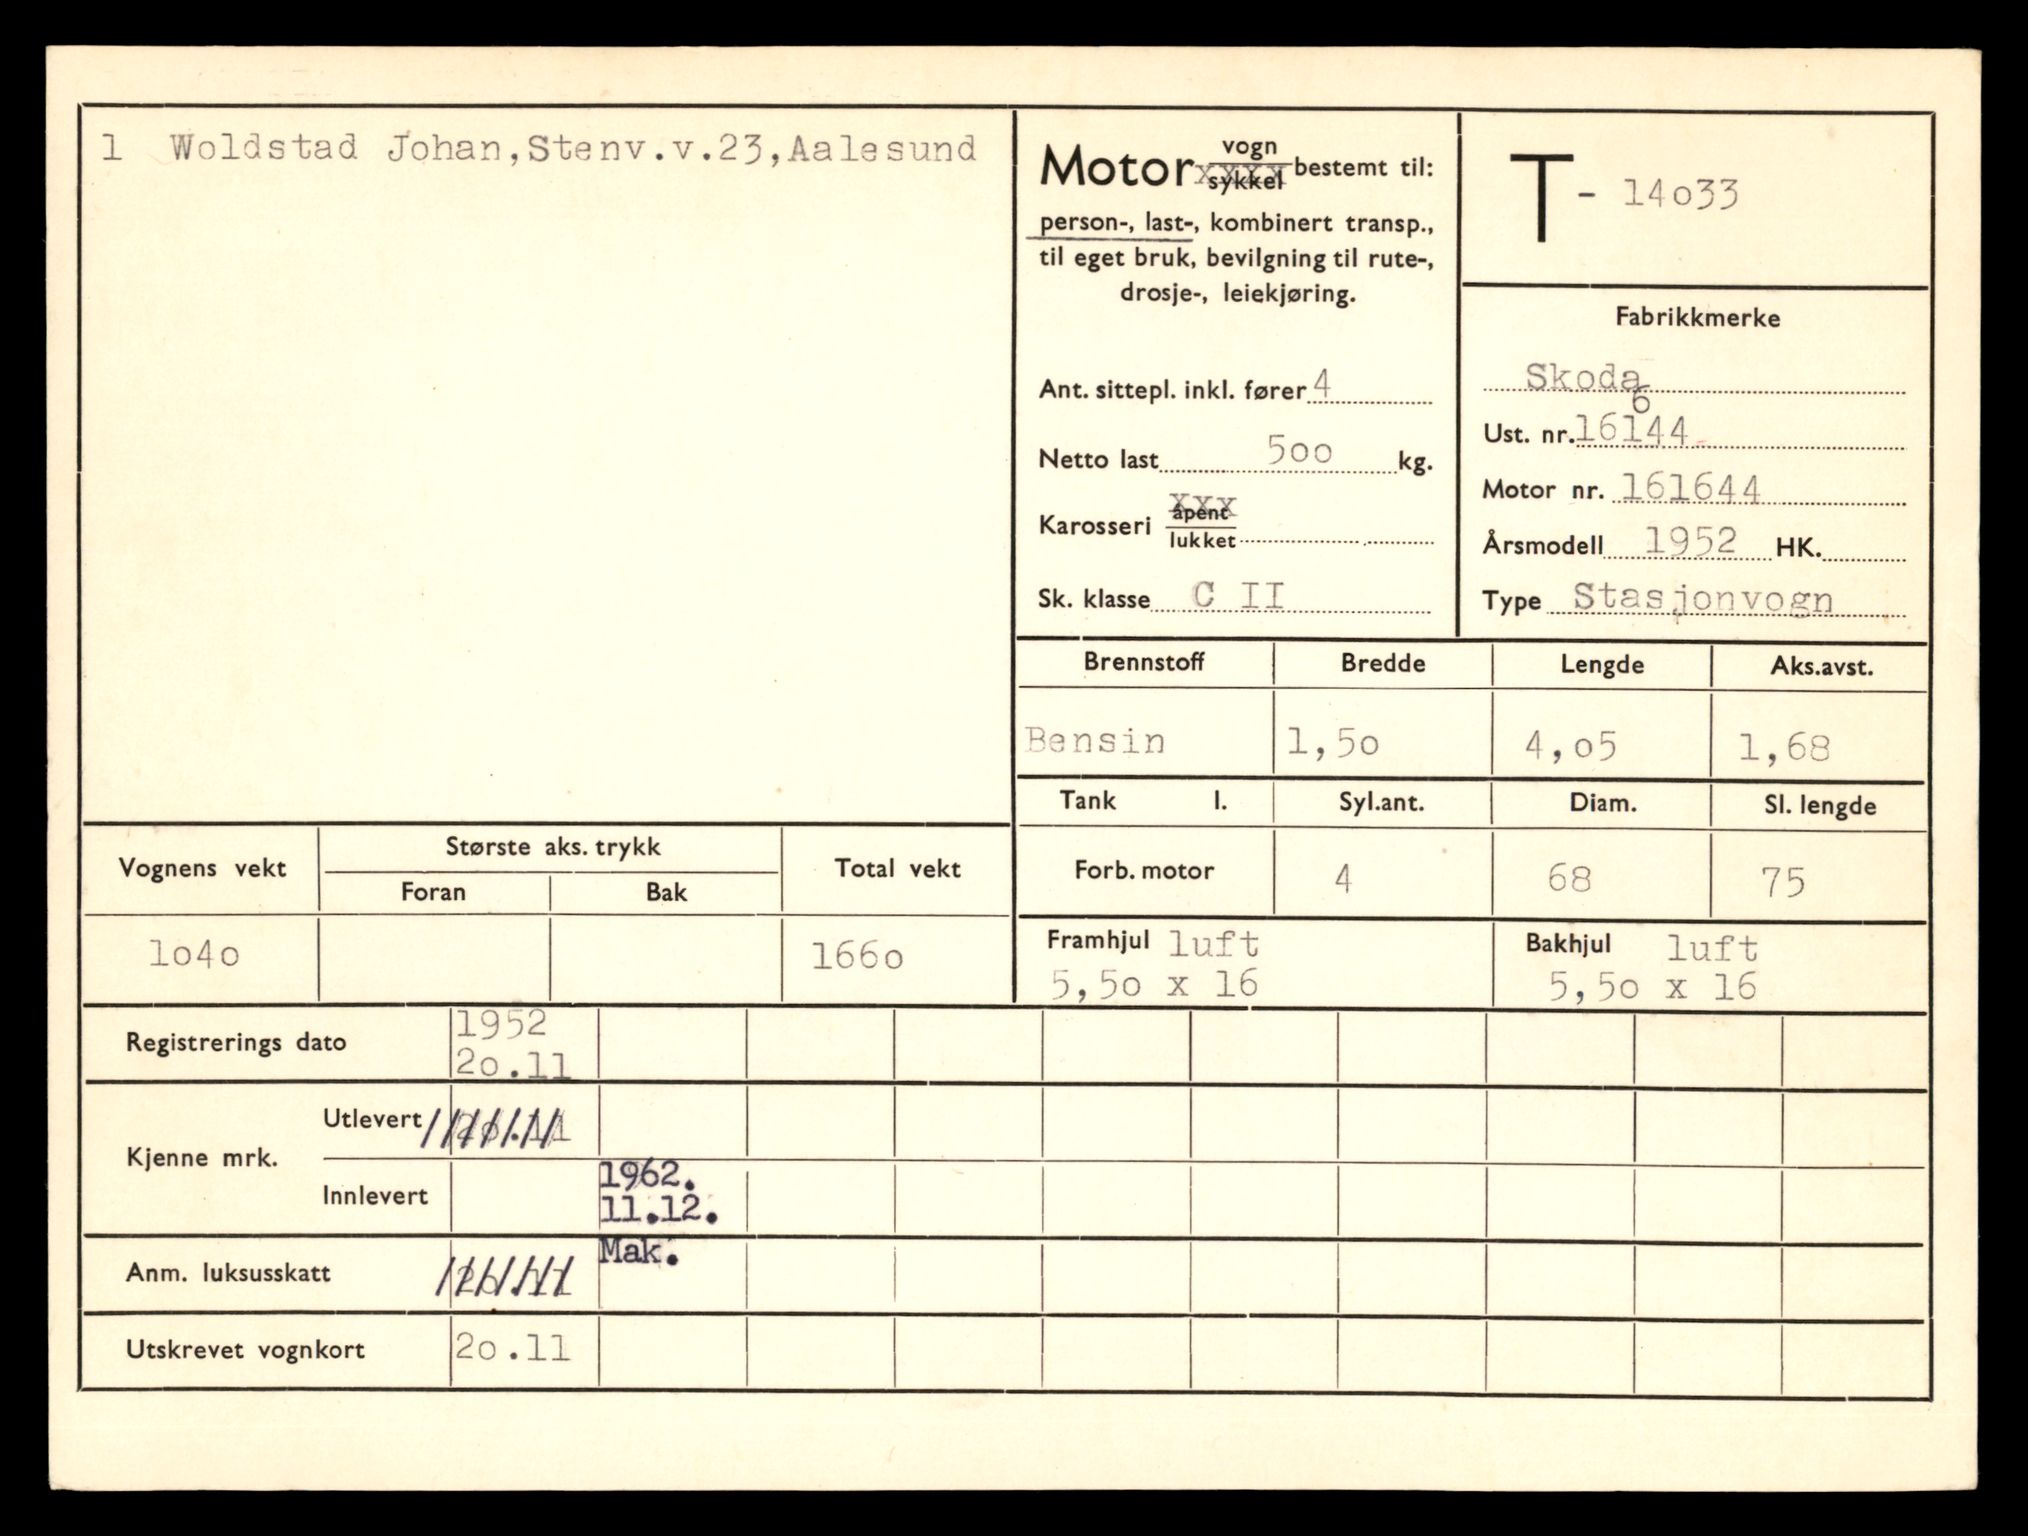 1 Woldstad Johan,Stenv.v.23,Aalesund
Motor vogn
xxxx
sykkel bestemt til:
person-, last-, kombinert transp.,
til eget bruk, bevilgning til rute-,
drosje-, leiekjøring.
Ant. sittepl. inkl. fører 4
Netto last 5oo kg.
Karosseri xxx
åpent
lukket
Sk. klasse C II
T - 14o33
Fabrikkmerke
Skoda
6
Ust. nr. 16144
Motor nr. 161644
Årsmodell 1952 HK.
Type Stasjonvogn
Brennstoff Bredde Lengde Aks.avst.
Bensin 1,5o 4,o5 1,68
Tank l. Syl.ant. Diam. Sl. lengde
Forb. motor 4 68 75
Framhjul luft
5,5o x 16
Bakhjul luft
5,5o x 16
Vognens vekt Største aks. trykk Total vekt
Foran Bak
1o4o 166o
Registrerings dato 1952
2o.11
Kjenne mrk. Utlevert 2o.11
Innlevert 1962.
11.12.
Mak.
Anm. luksusskatt 2o.11
Utskrevet vognkort 2o.11